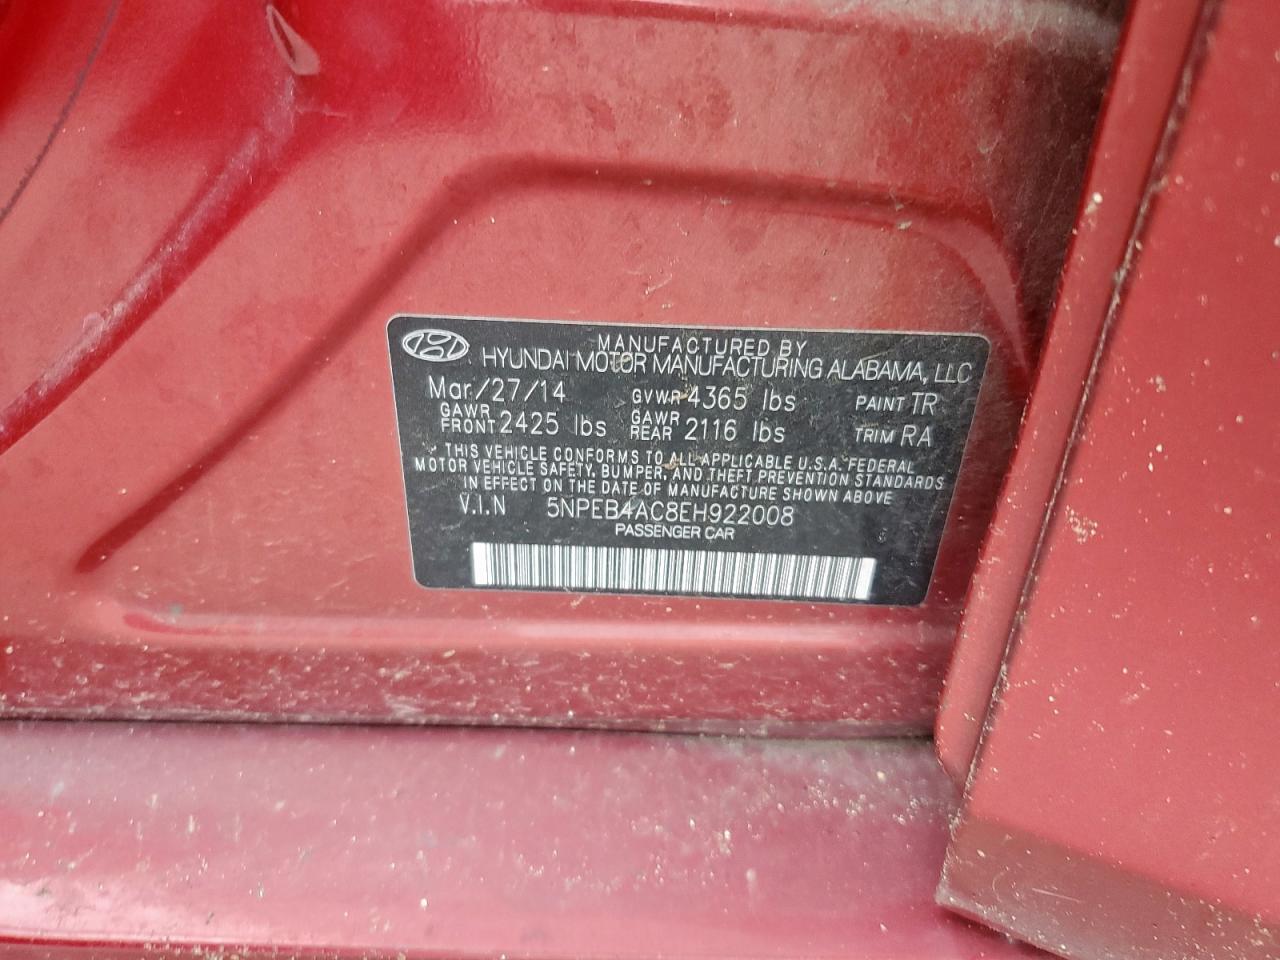 MANUFACTURED BY
HYUNDAI MOTOR MANUFACTURING ALABAMA, LLC
Mar/27/14 GVWR 4365 lbs PAINT TR
GAWR FRONT 2425 lbs GAWR REAR 2116 lbs TRIM RA
THIS VEHICLE CONFORMS TO ALL APPLICABLE U.S.A. FEDERAL
MOTOR VEHICLE SAFETY, BUMPER, AND THEFT PREVENTION STANDARDS
IN EFFECT ON THE DATE OF MANUFACTURE SHOWN ABOVE
V.I.N 5NPEB4AC8EH922008
PASSENGER CAR